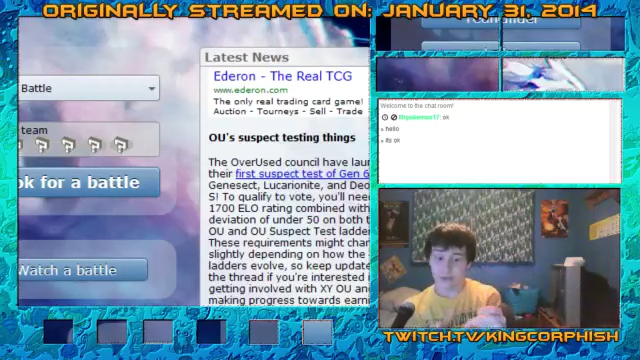 ORIGINALLY STREAMED ON: JANUARY 31, 2014
Battle
team
ok for a battle
Watch a battle
Latest News
Ederon - The Real TCG
www.ederon.com
The only real trading card game!
Auction - Tourneys - Sell - Trade
OU's suspect testing things
The OverUsed council have laun
their first suspect test of Gen 6
Genesect, Lucarionite, and Deo
S! To qualify to vote, you'll nee
1700 ELO rating combined with
deviation of under 50 on both t
OU and OU Suspect Test ladder
These requirements might chan
slightly depending on how the
ladders evolve, so keep update
the thread if you're interested i
getting involved with XY OU an
making progress towards earni
Welcome to the chat room!
ok
hello
its ok
TWITCH.TV/KINGCORPHISH